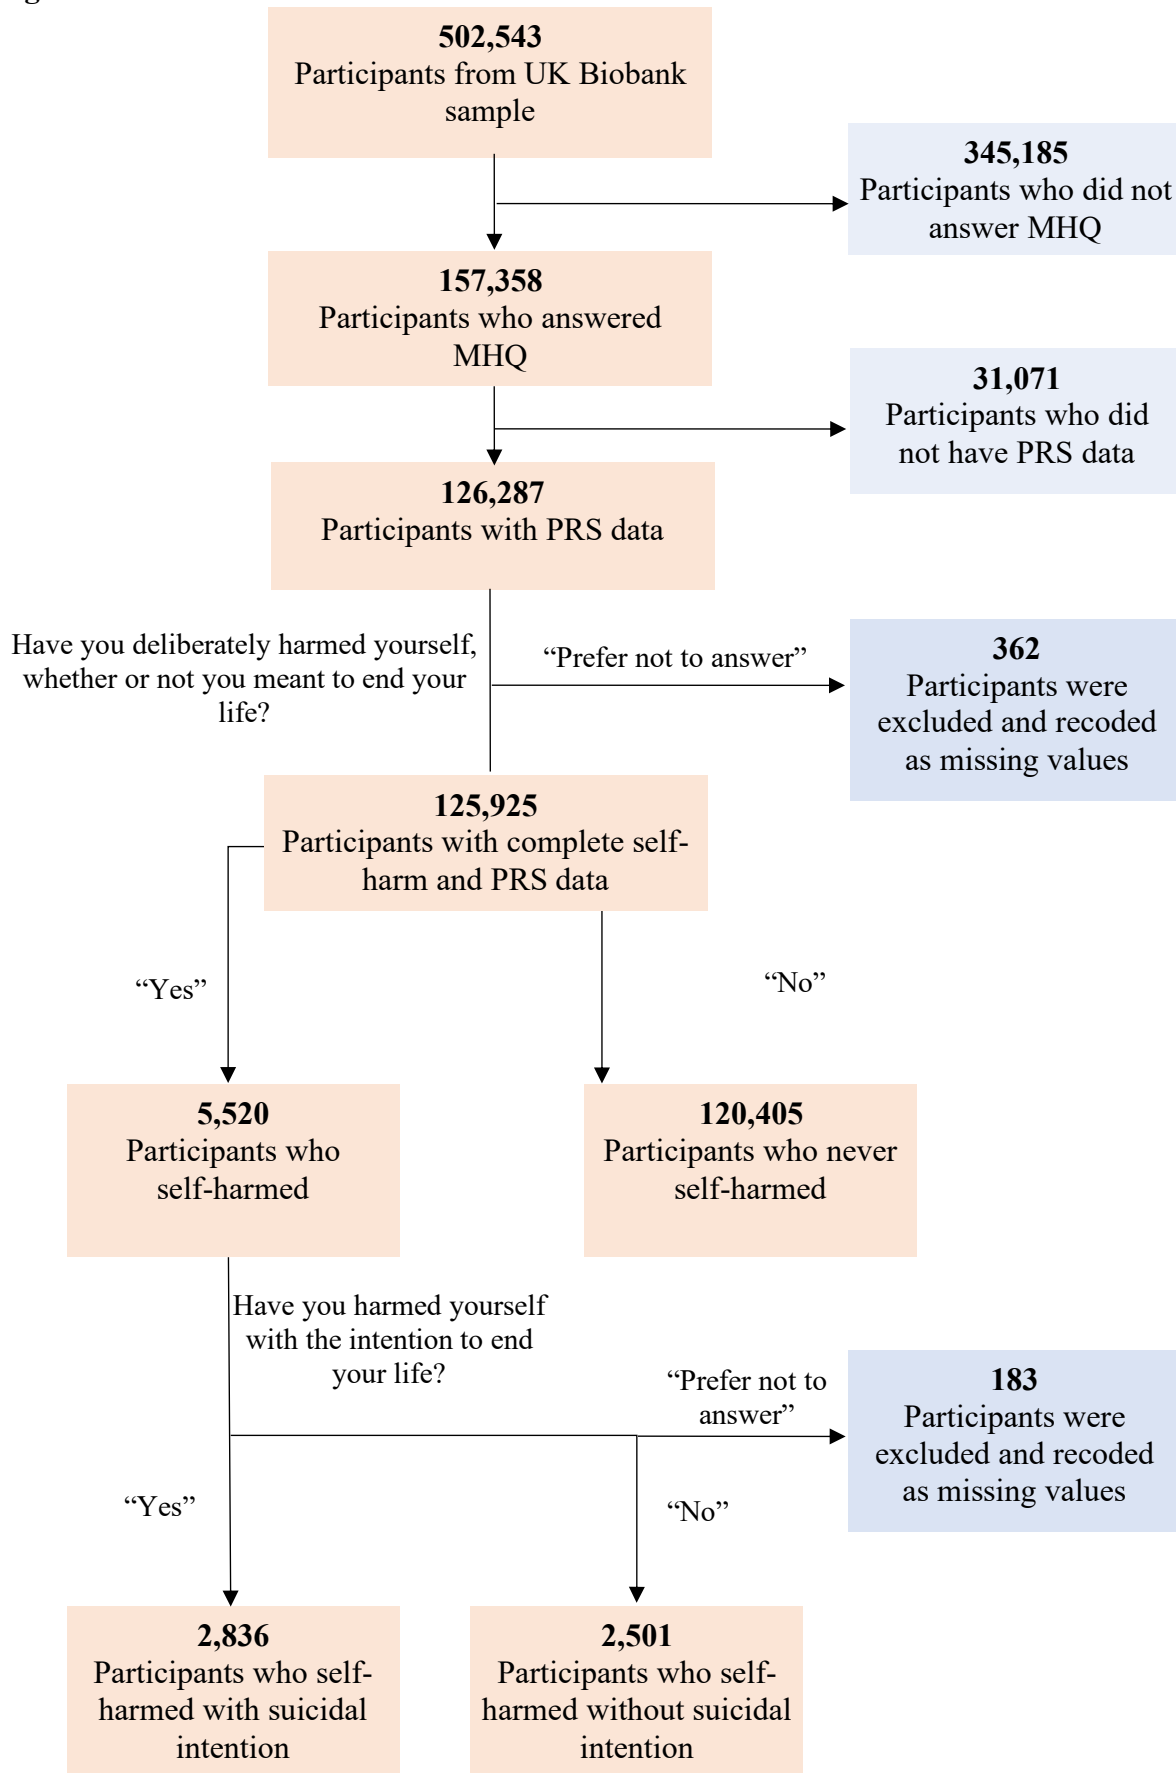 502,543
Participants from UK Biobank
sample
345,185
Participants who did not
answer MHQ
157,358
Participants who answered
MHQ
31,071
Participants who did
not have PRS data
126,287
Participants with PRS data
Have you deliberately harmed yourself,
whether or not you meant to end your
life?
“Prefer not to answer”
362
Participants were
excluded and recoded
as missing values
125,925
Participants with complete self-
harm and PRS data
“Yes”
“No”
5,520
Participants who
self-harmed
120,405
Participants who never
self-harmed
Have you harmed yourself
with the intention to end
your life?
“Prefer not to
answer”
183
Participants were
excluded and recoded
as missing values
“Yes”
“No”
2,836
Participants who self-
harmed with suicidal
intention
2,501
Participants who self-
harmed without suicidal
intention